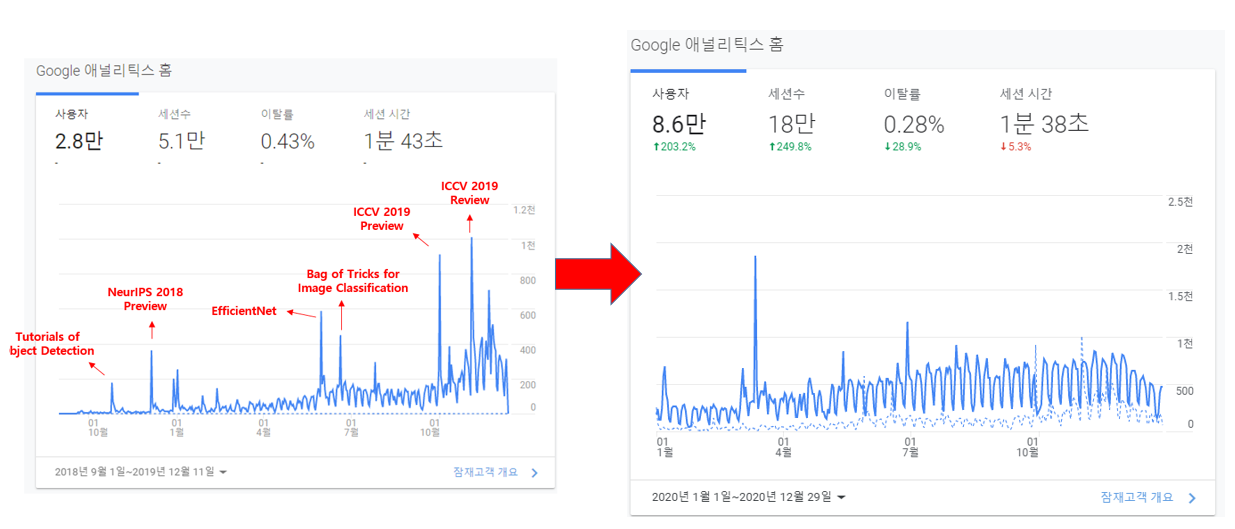 Google 애널리틱스 홈
사용자
세션수
이탈률
세션 시간
2.8만
5.1만
0.43%
1분 43초
-
-
-
-
ICCV 2019
Review
ICCV 2019
Preview
Bag of Tricks for
Image Classification
EfficientNet
NeurIPS 2018
Preview
Tutorials of
bject Detection
1.2천
1천
800
600
400
200
0
01
10월
01
1월
01
4월
01
7월
01
10월
2018년 9월 1일~2019년 12월 11일
잠재고객 개요
Google 애널리틱스 홈
사용자
세션수
이탈률
세션 시간
8.6만
18만
0.28%
1분 38초
↑203.2%
↑249.8%
↓28.9%
↓5.3%
2.5천
2천
1.5천
1천
500
0
01
1월
01
4월
01
7월
01
10월
2020년 1월 1일~2020년 12월 29일
잠재고객 개요